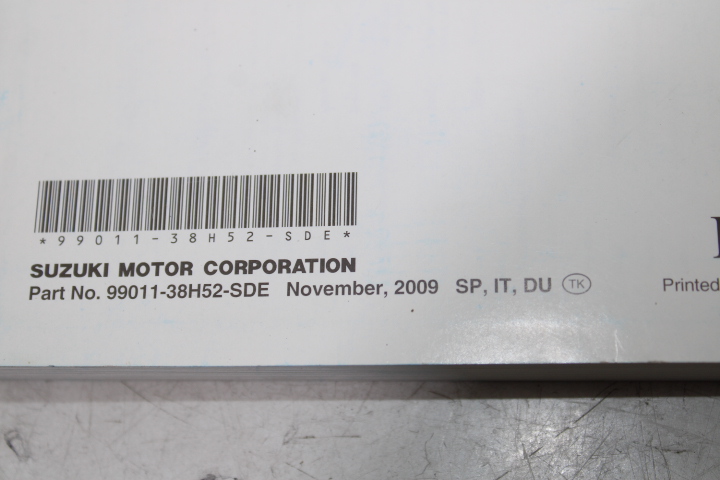 *99011-38H52-SDE*
SUZUKI MOTOR CORPORATION
Part No. 99011-38H52-SDE November, 2009 SP, IT, DU TK
Printed